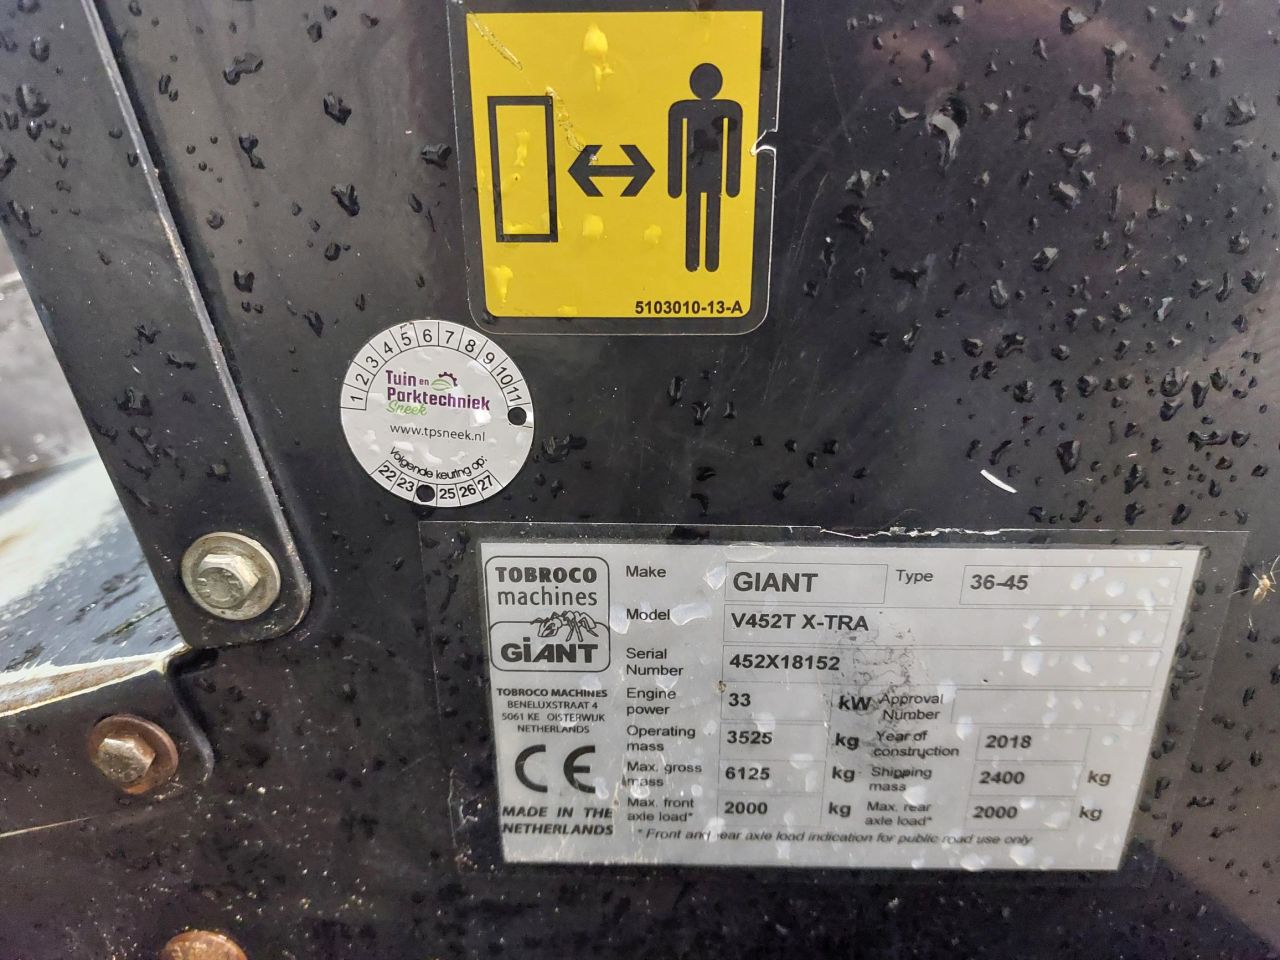 5103010-13-A
1 2 3 4 5 6 7 8 9 10 11
Tuin en
Parktechniek
Sneek
www.tpsneek.nl
Volgende keuring op:
22 23 25 26 27
TOBROCO
machines
GiANT
TOBROCO MACHINES
BENELUXSTRAAT 4
5061 KE OISTERWIJK
NETHERLANDS
CE
MADE IN THE
NETHERLANDS
Make GIANT Type 36-45
Model V452T X-TRA
Serial Number 452X18152
Engine power 33 kW Approval Number
Operating mass 3525 kg Year of construction 2018
Max. gross mass 6125 kg Shipping mass 2400 kg
Max. front axle load* 2000 kg Max. rear axle load* 2000 kg
* Front and rear axle load indication for public road use only